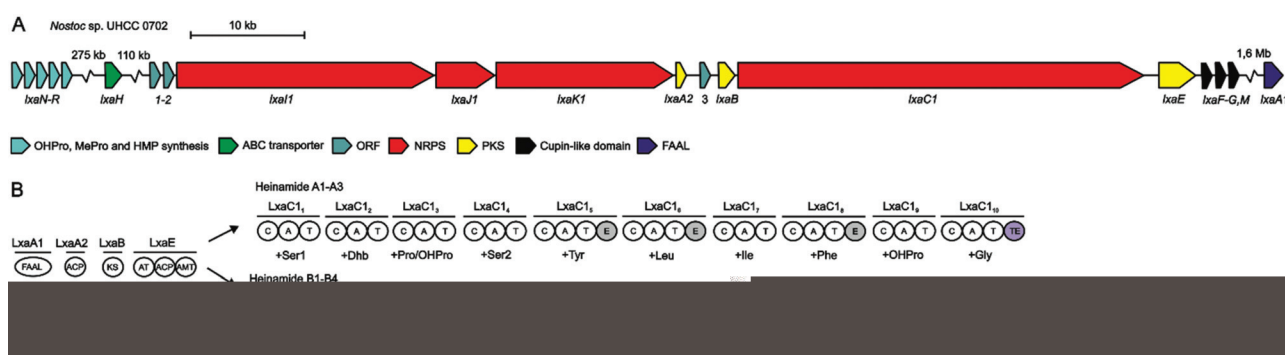 A
Nostoc sp. UHCC 0702
10 kb
275 kb 110 kb 1,6 Mb
lxaN-R lxaH 1-2 lxaI1 lxaJ1 lxaK1 lxaA2 3 lxaB lxaC1 lxaE lxaF-G,M lxaA1
OHPro, MePro and HMP synthesis ABC transporter ORF NRPS PKS Cupin-like domain FAAL
B
Heinamide A1-A3
LxaC1₁ LxaC1₂ LxaC1₃ LxaC1₄ LxaC1₅ LxaC1₆ LxaC1₇ LxaC1₈ LxaC1₉ LxaC1₁₀
C A T C A T C A T C A T C A T E C A T E C A T C A T E C A T C A T TE
+Ser1 +Dhb +Pro/OHPro +Ser2 +Tyr +Leu +Ile +Phe +OHPro +Gly
LxaA1 LxaA2 LxaB LxaE
FAAL ACP KS AT ACP AMT
Heinamide B1-B4